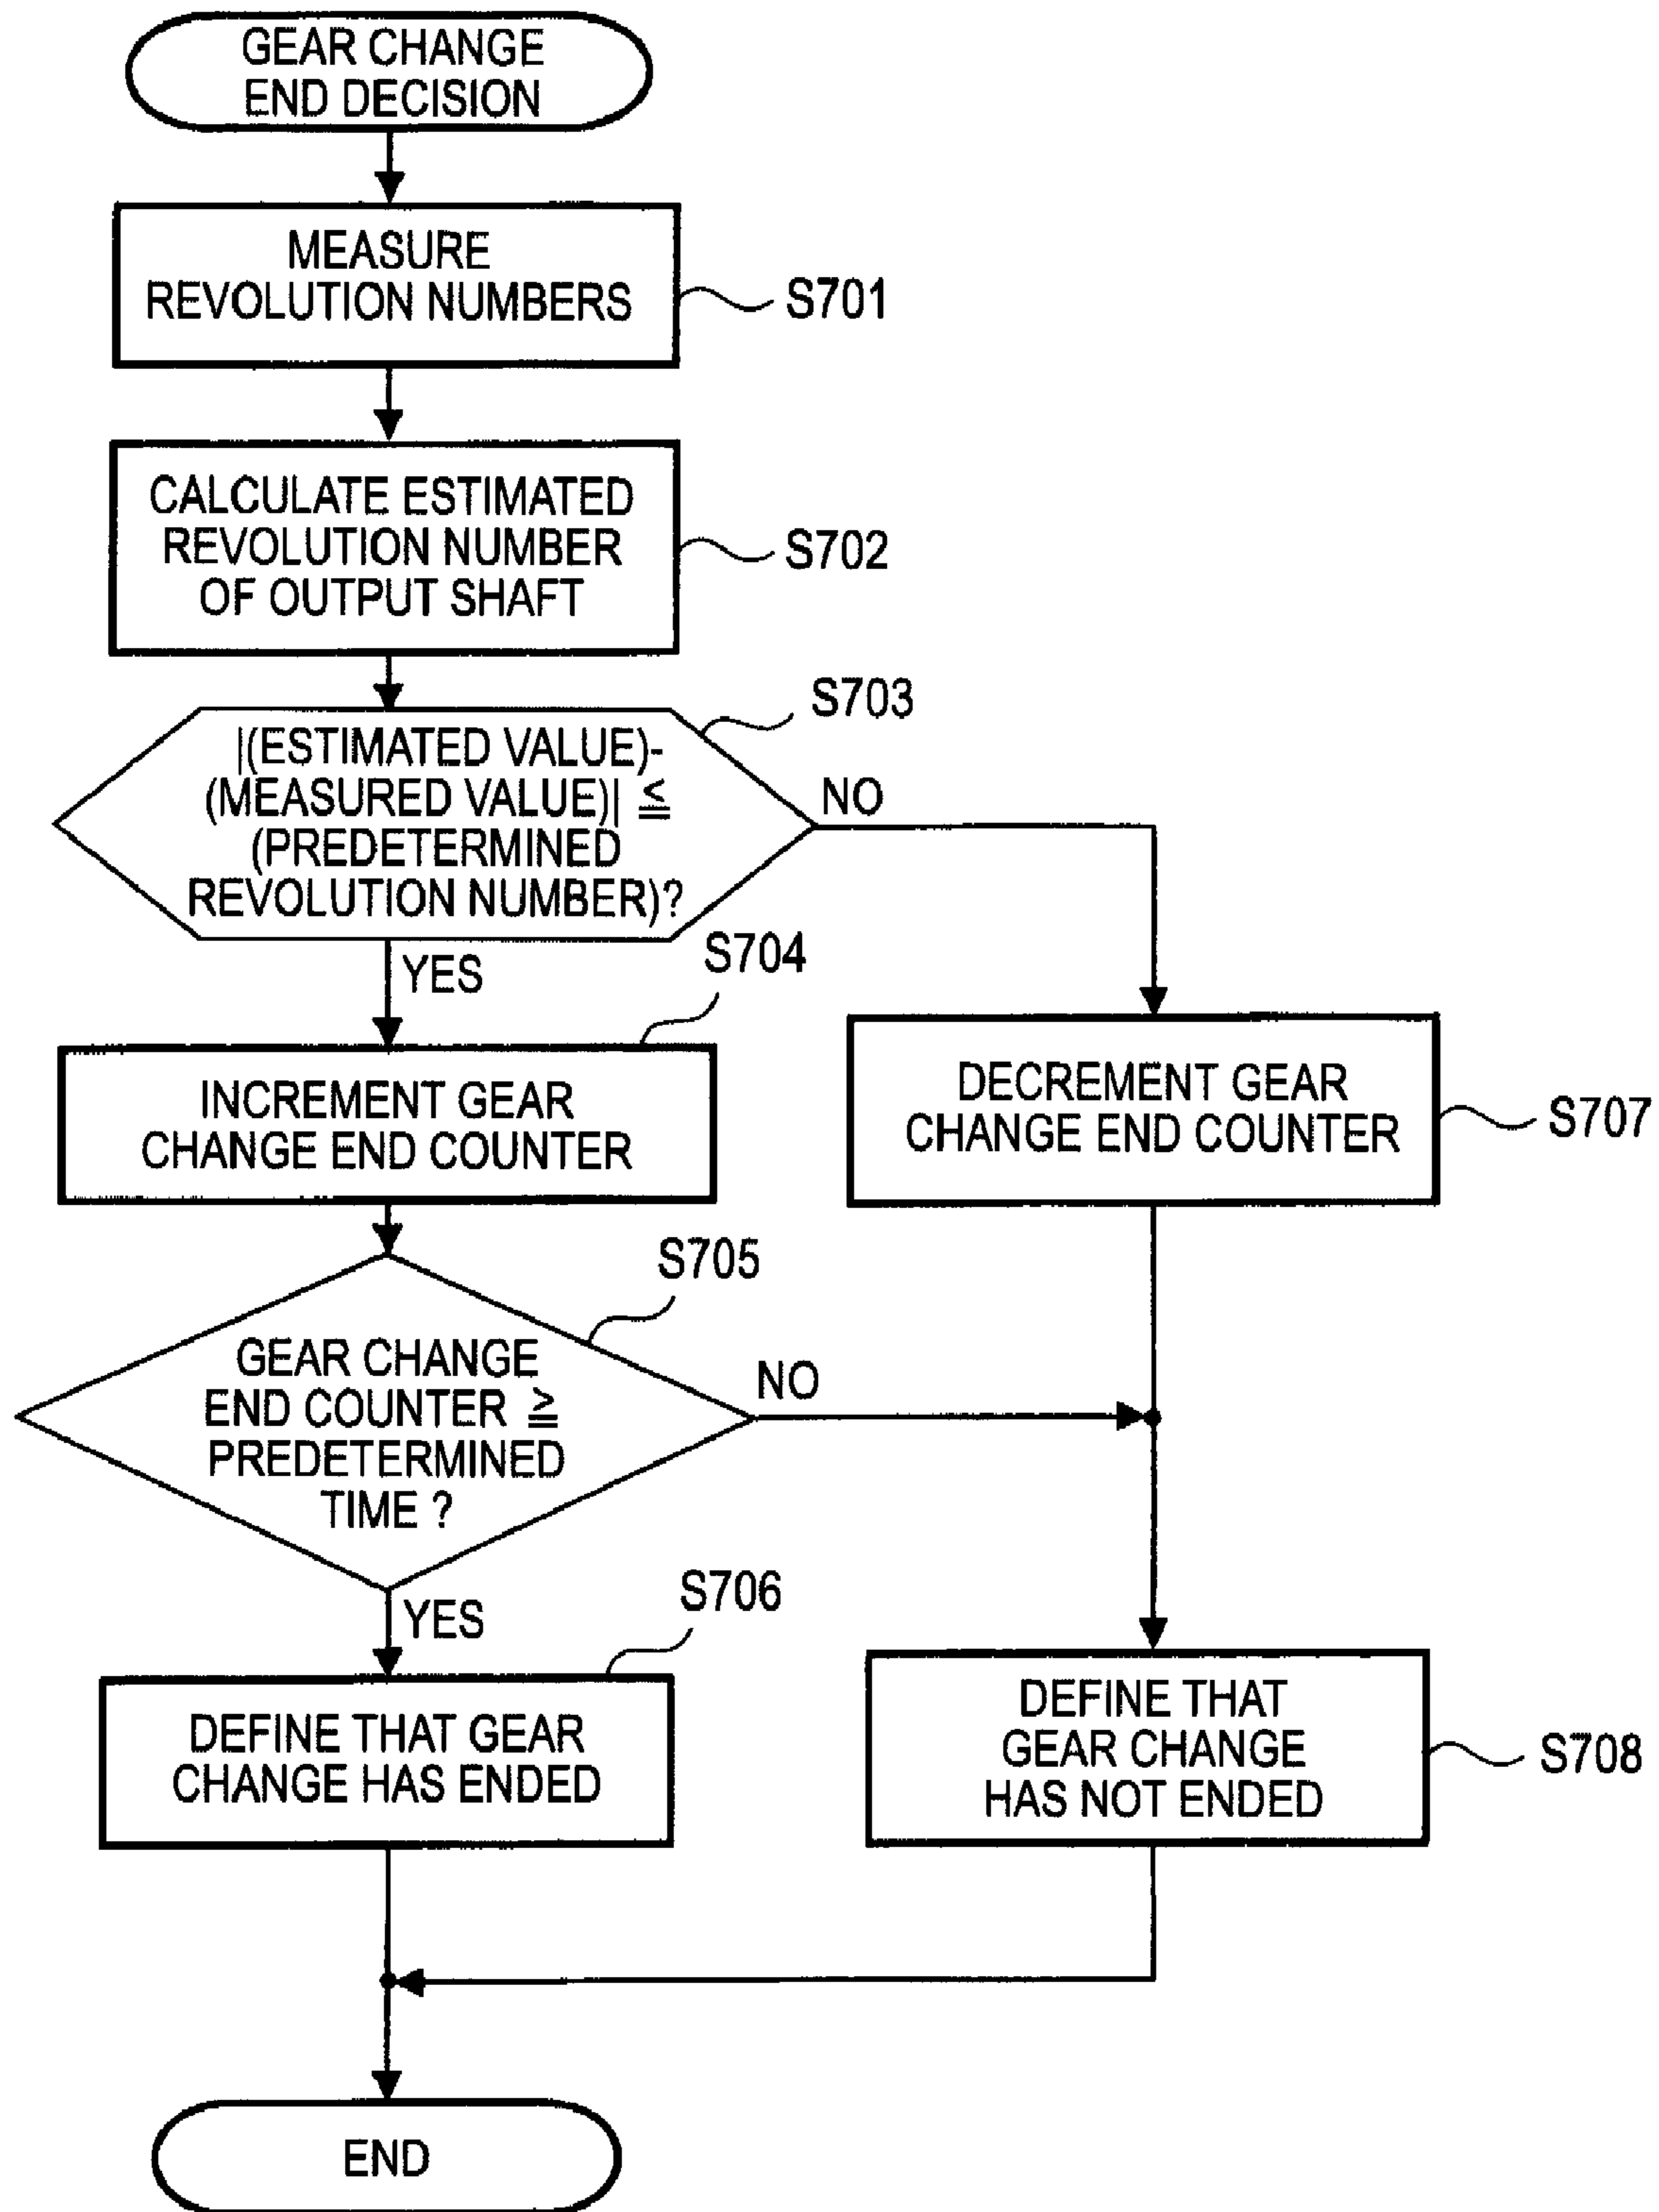 GEAR CHANGE
END DECISION
MEASURE
REVOLUTION NUMBERS
S701
CALCULATE ESTIMATED
REVOLUTION NUMBER
OF OUTPUT SHAFT
S702
S703
|(ESTIMATED VALUE)-
(MEASURED VALUE)| ≦
(PREDETERMINED
REVOLUTION NUMBER)?
NO
YES
S704
INCREMENT GEAR
CHANGE END COUNTER
DECREMENT GEAR
CHANGE END COUNTER
S707
S705
GEAR CHANGE
END COUNTER ≧
PREDETERMINED
TIME ?
NO
YES
S706
DEFINE THAT GEAR
CHANGE HAS ENDED
DEFINE THAT
GEAR CHANGE
HAS NOT ENDED
S708
END